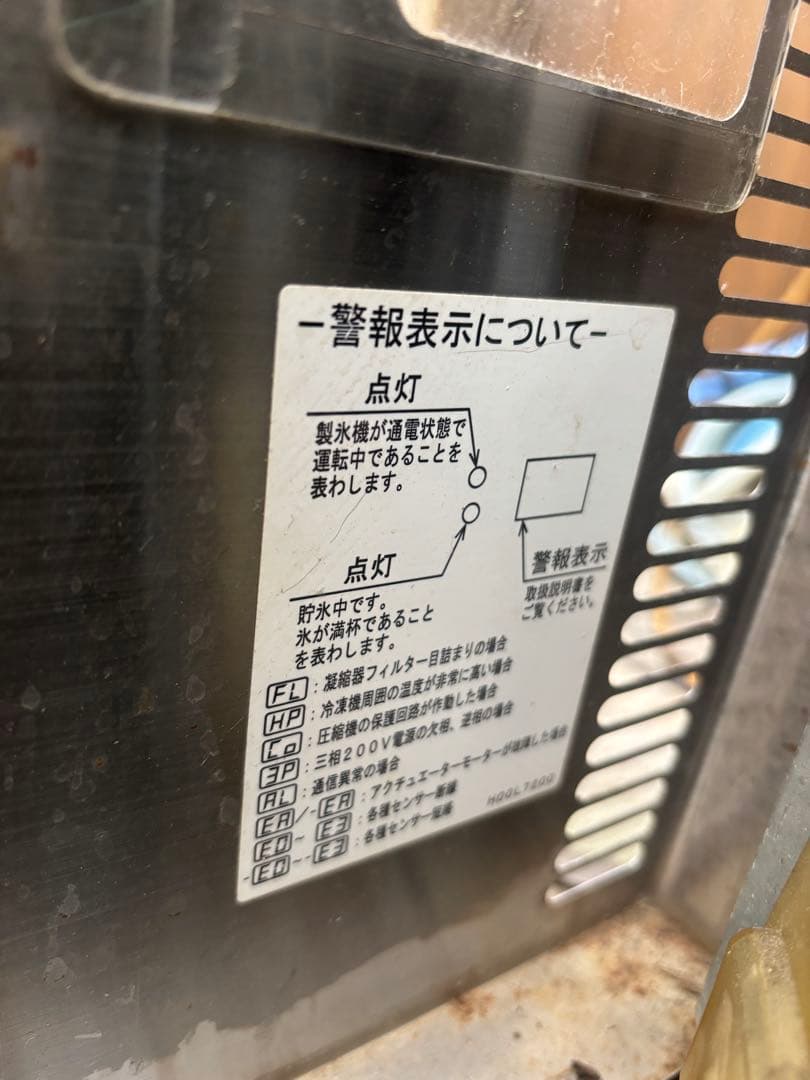 －警報表示について－
点灯
製氷機が通電状態で
運転中であることを
表わします。
点灯
貯氷中です。
氷が満杯であること
を表わします。
警報表示
取扱説明書を
ご覧ください。
FL：凝縮器フィルター目詰まりの場合
HP：冷凍機周囲の温度が非常に高い場合
Co：圧縮機の保護回路が作動した場合
3P：三相200V電源の欠相、逆相の場合
AL：通信異常の場合
EA/-EA：アクチュエーターモーターが故障した場合
E0～E3：各種センサー断線
-E0～-E3：各種センサー短絡